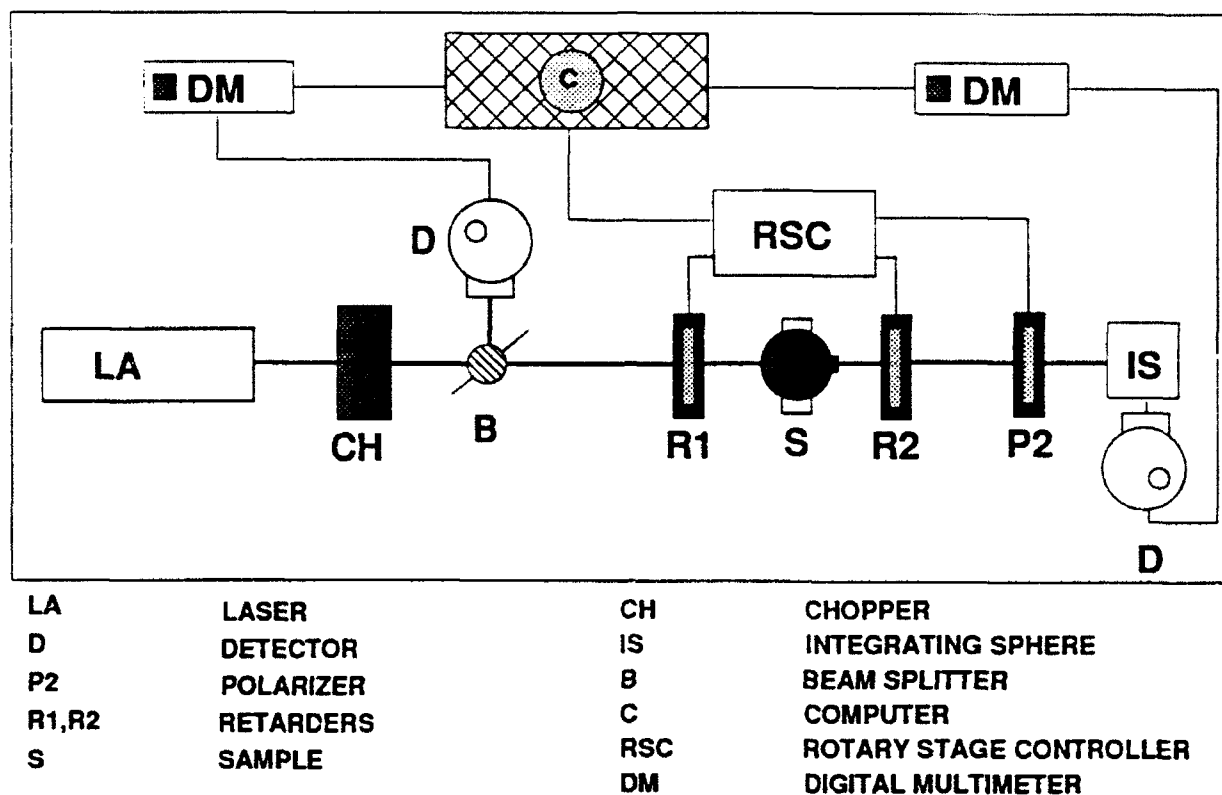 DM
C
DM
D
RSC
LA
IS
CH
B
R1
S
R2
P2
D
LA LASER
D DETECTOR
P2 POLARIZER
R1,R2 RETARDERS
S SAMPLE
CH CHOPPER
IS INTEGRATING SPHERE
B BEAM SPLITTER
C COMPUTER
RSC ROTARY STAGE CONTROLLER
DM DIGITAL MULTIMETER